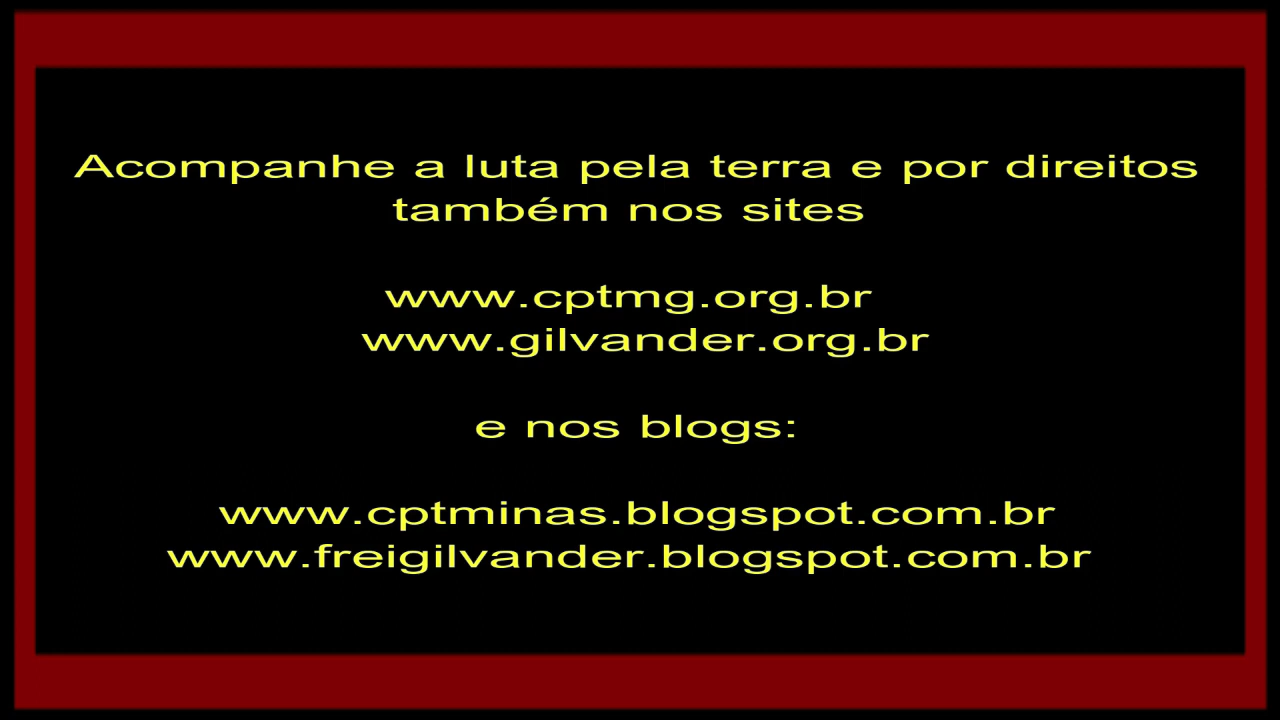 Acompanhe a luta pela terra e por direitos
também nos sites
www.cptmg.org.br
www.gilvander.org.br
e nos blogs:
www.cptminas.blogspot.com.br
www.freigilvander.blogspot.com.br